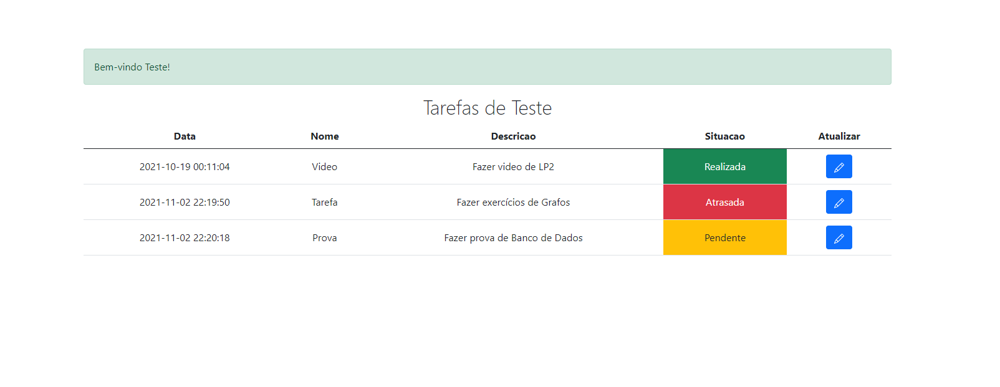 Bem-vindo Teste!
Tarefas de Teste
Data Nome Descricao Situacao Atualizar
2021-10-19 00:11:04 Video Fazer video de LP2 Realizada
2021-11-02 22:19:50 Tarefa Fazer exercícios de Grafos Atrasada
2021-11-02 22:20:18 Prova Fazer prova de Banco de Dados Pendente